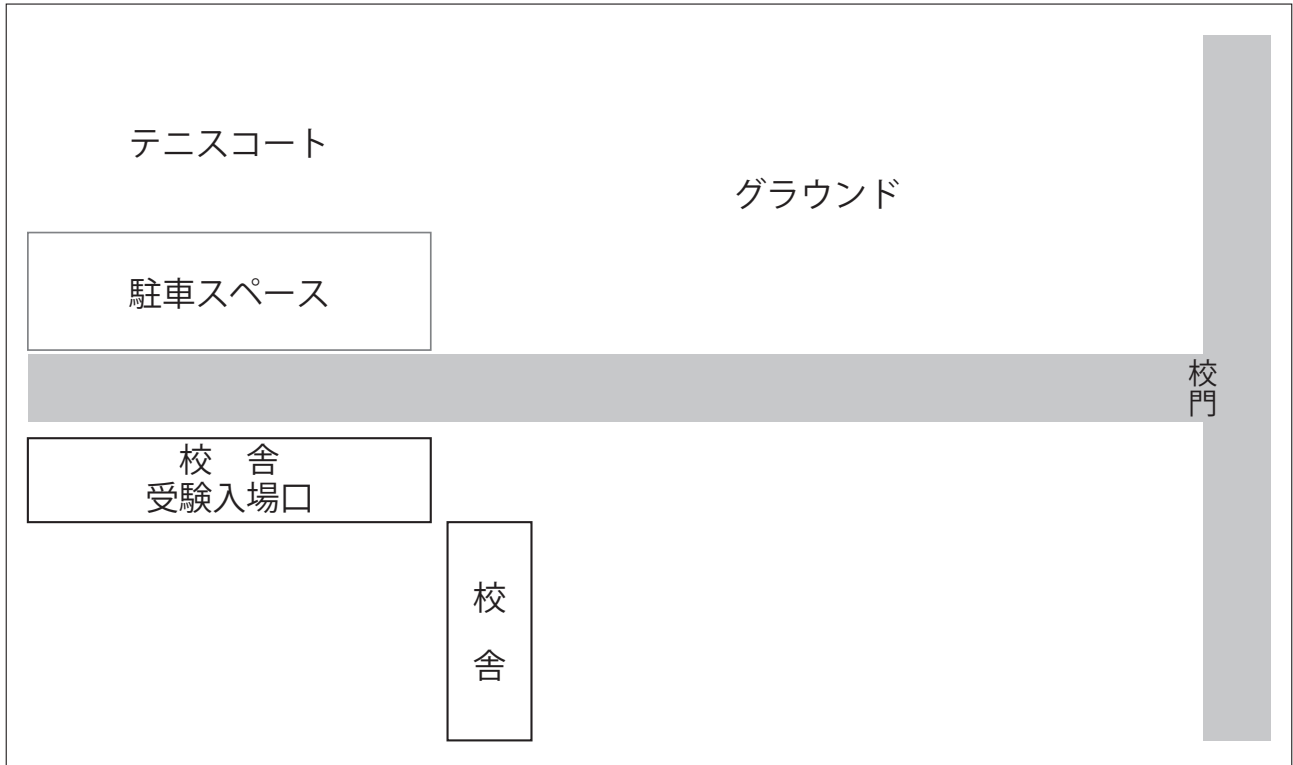 テニスコート
グラウンド
駐車スペース
校門
校　舎
受験入場口
校舎